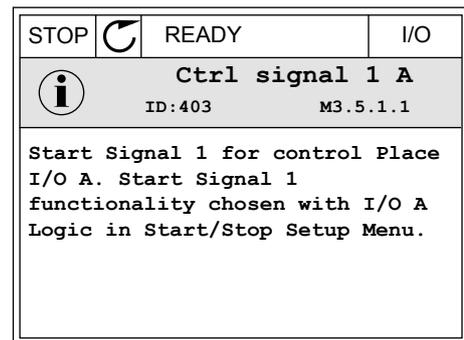 STOP READY I/O
Ctrl signal 1 A
ID:403 M3.5.1.1
Start Signal 1 for control Place
I/O A. Start Signal 1
functionality chosen with I/O A
Logic in Start/Stop Setup Menu.